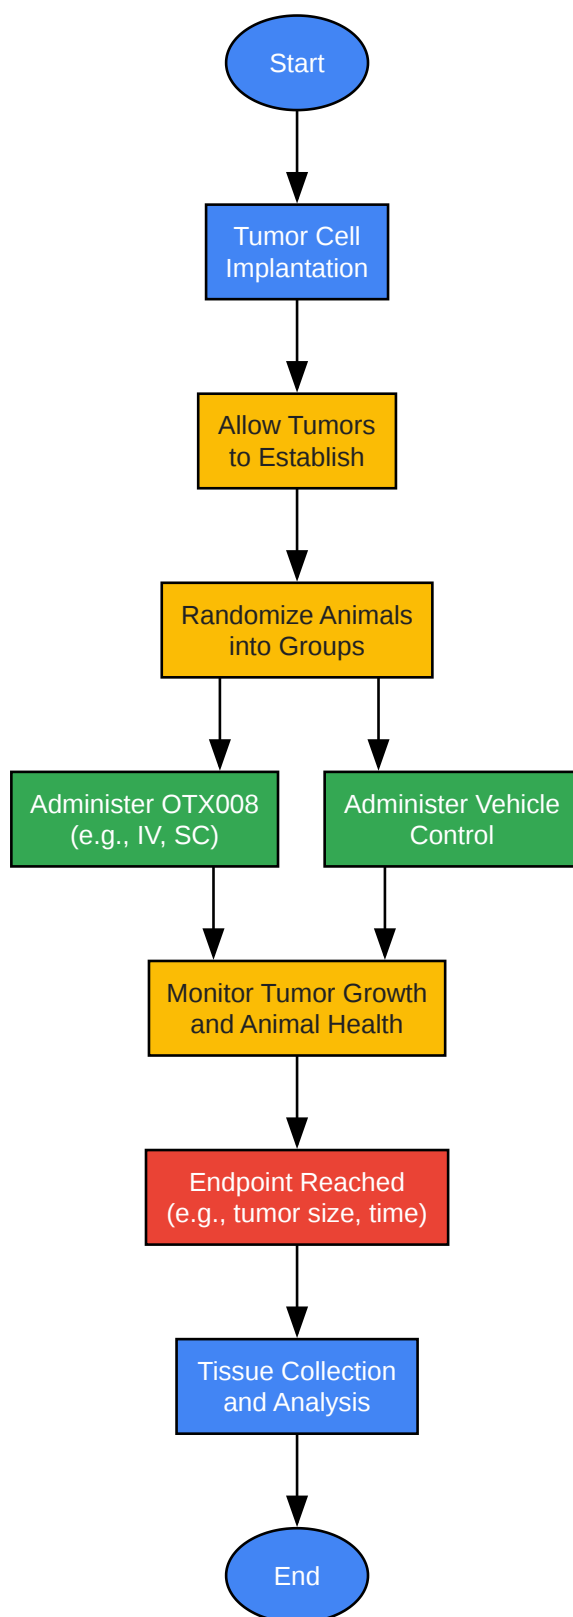 Start
Tumor Cell
Implantation
Allow Tumors
to Establish
Randomize Animals
into Groups
Administer OTX008
(e.g., IV, SC)
Administer Vehicle
Control
Monitor Tumor Growth
and Animal Health
Endpoint Reached
(e.g., tumor size, time)
Tissue Collection
and Analysis
End